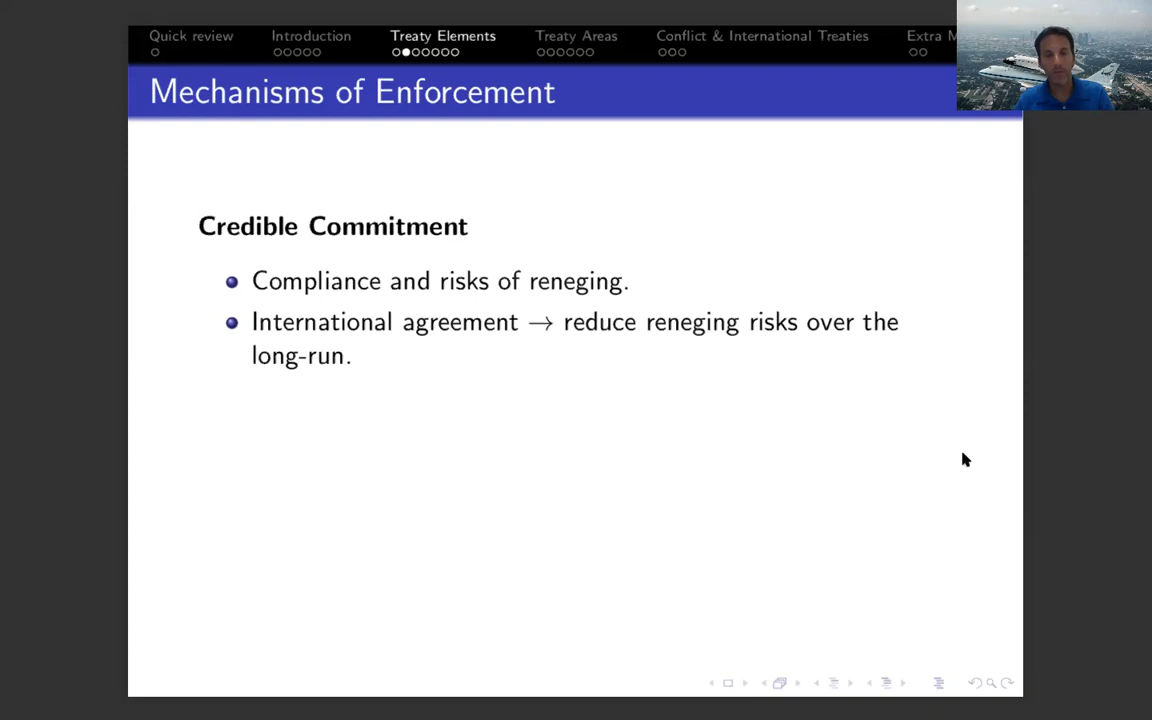 Quick review Introduction Treaty Elements Treaty Areas Conflict & International Treaties Extra M
Mechanisms of Enforcement
Credible Commitment
Compliance and risks of reneging.
International agreement → reduce reneging risks over the
long-run.